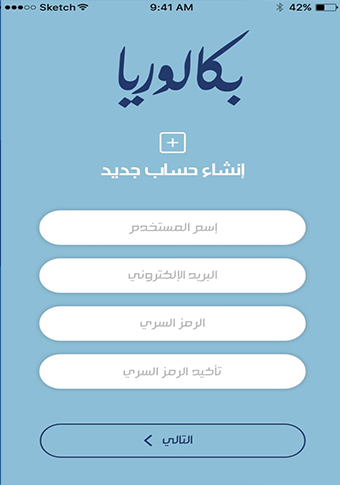 Sketch 9:41 AM 42%
بكالوريا
إنشاء حساب جديد
إسم المستخدم
البريد الإلكتروني
الرمز السري
تأكيد الرمز السري
التالي